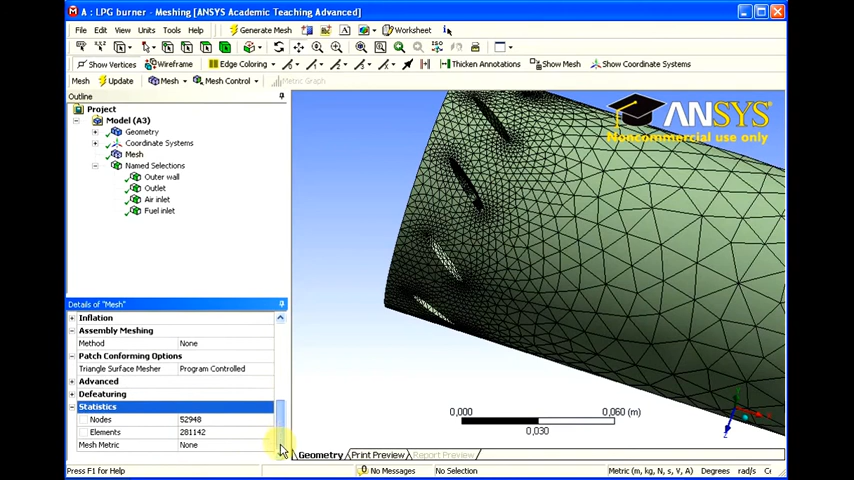 A : LPG burner - Meshing [ANSYS Academic Teaching Advanced]
File Edit View Units Tools Help Generate Mesh Worksheet
Show Vertices Wireframe Edge Coloring Thicken Annotations Show Mesh Show Coordinate Systems
Mesh Update Mesh Mesh Control Metric Graph
Outline
Project
Model (A3)
Geometry
Coordinate Systems
Mesh
Named Selections
Outer wall
Outlet
Air inlet
Fuel inlet
ANSYS
Noncommercial use only
Details of "Mesh"
Inflation
Assembly Meshing
Method None
Patch Conforming Options
Triangle Surface Mesher Program Controlled
Advanced
Defeaturing
Statistics
Nodes 52948
Elements 281142
Mesh Metric None
0,000 0,060 (m)
0,030
Geometry Print Preview Report Preview
Press F1 for Help 0 No Messages No Selection Metric (m, kg, N, s, V, A) Degrees rad/s Ce